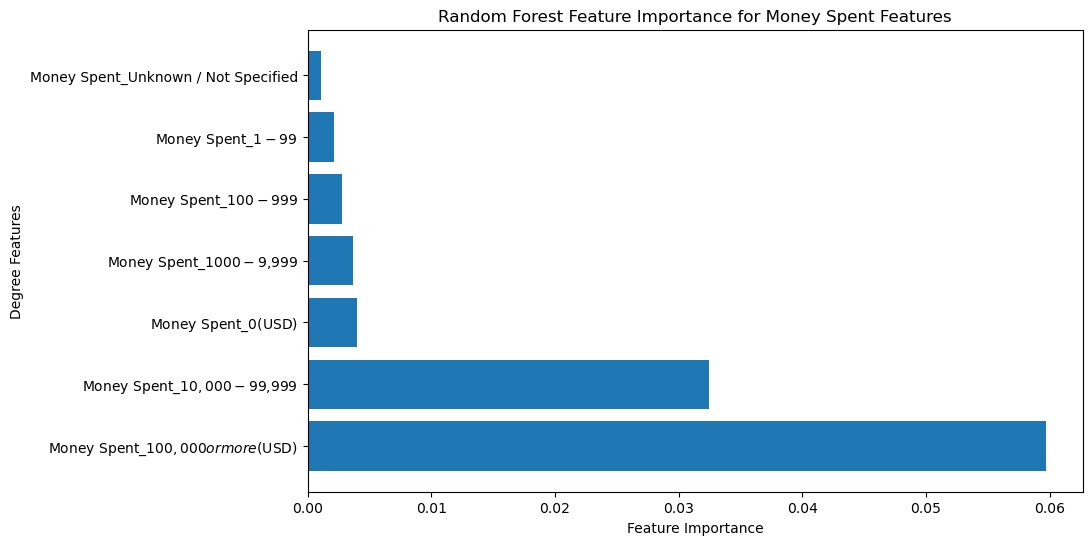 Random Forest Feature Importance for Money Spent Features
Degree Features
Money Spent_Unknown / Not Specified
Money Spent_1 − 99
Money Spent_100 − 999
Money Spent_1000 − 9,999
Money Spent_0(USD)
Money Spent_10, 000 − 99,999
Money Spent_100, 000ormore(USD)
0.00 0.01 0.02 0.03 0.04 0.05 0.06
Feature Importance